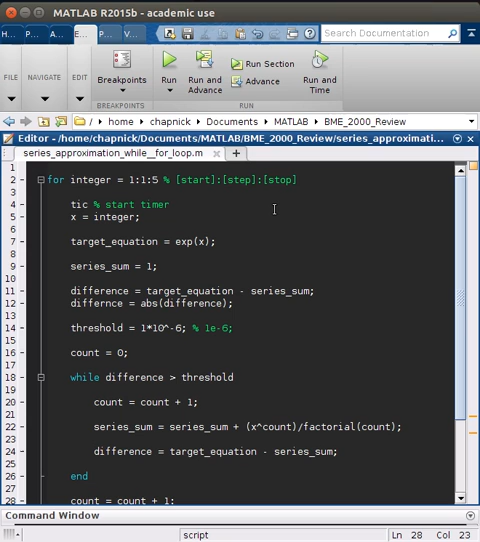 MATLAB R2015b - academic use
H... P... A... E... P... V... Search Documentation
FILE NAVIGATE EDIT Breakpoints Run Run and Advance Run Section Advance Run and Time
BREAKPOINTS RUN
/ home chapnick Documents MATLAB BME_2000_Review
Editor - /home/chapnick/Documents/MATLAB/BME_2000_Review/series_approximati...
series_approximation_while__for_loop.m × +
1
2 for integer = 1:1:5 % [start]:[step]:[stop]
3
4 tic % start timer
5 x = integer;
6
7 target_equation = exp(x);
8
9 series_sum = 1;
10
11 difference = target_equation - series_sum;
12 differnce = abs(difference);
13
14 threshold = 1*10^-6; % 1e-6;
15
16 count = 0;
17
18 while difference > threshold
19
20 count = count + 1;
21
22 series_sum = series_sum + (x^count)/factorial(count);
23
24 difference = target_equation - series_sum;
25
26 end
27
28 count = count + 1;
Command Window
script Ln 28 Col 23